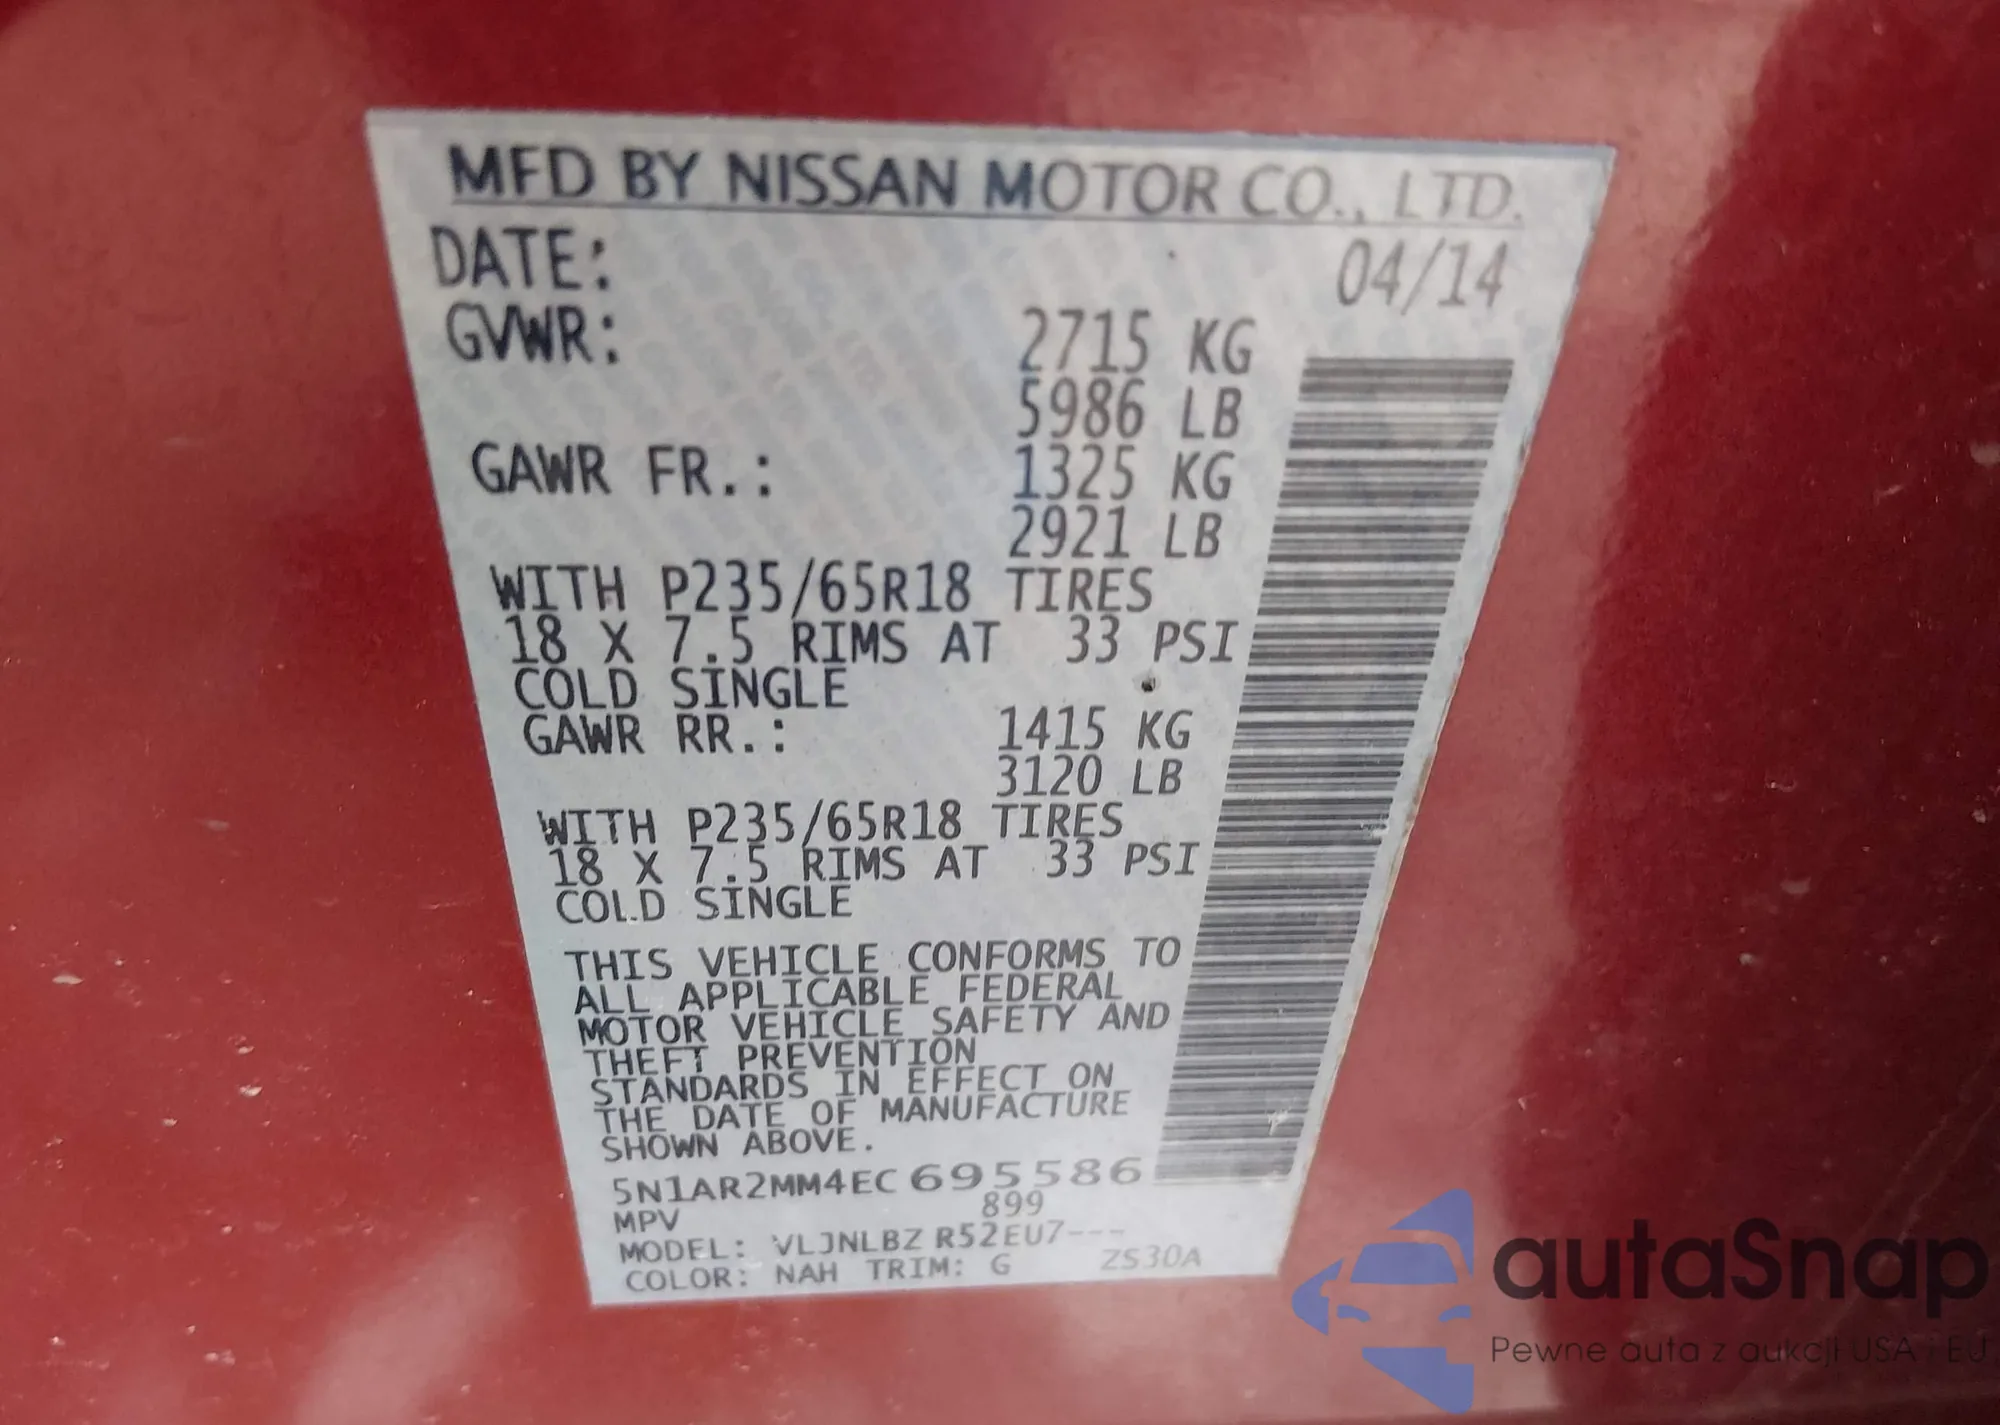 MFD BY NISSAN MOTOR CO., LTD.
DATE: 04/14
GVWR: 2715 KG
5986 LB
GAWR FR.: 1325 KG
2921 LB
WITH P235/65R18 TIRES
18 X 7.5 RIMS AT 33 PSI
COLD SINGLE
GAWR RR.: 1415 KG
3120 LB
WITH P235/65R18 TIRES
18 X 7.5 RIMS AT 33 PSI
COLD SINGLE
THIS VEHICLE CONFORMS TO
ALL APPLICABLE FEDERAL
MOTOR VEHICLE SAFETY AND
THEFT PREVENTION
STANDARDS IN EFFECT ON
THE DATE OF MANUFACTURE
SHOWN ABOVE.
5N1AR2MM4EC695586
MPV 899
MODEL: VLJNLBZ R52EU7---
COLOR: NAH TRIM: G ZS30A
autaSnap
Pewne auta z aukcji USA i EU